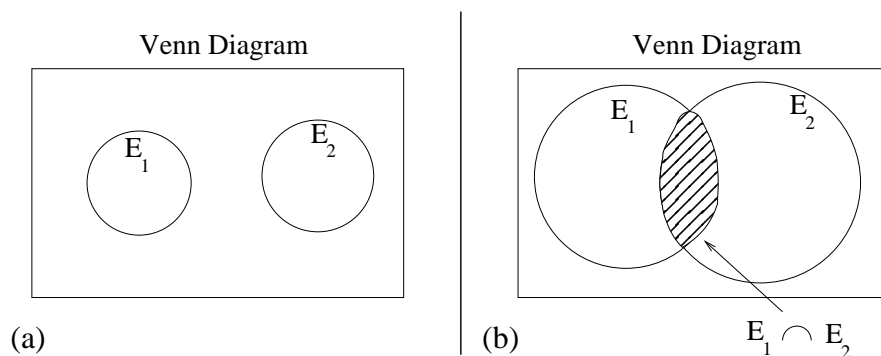 Venn Diagram
E1
E2
(a)
Venn Diagram
E1
E2
(b)
E1 ∩ E2